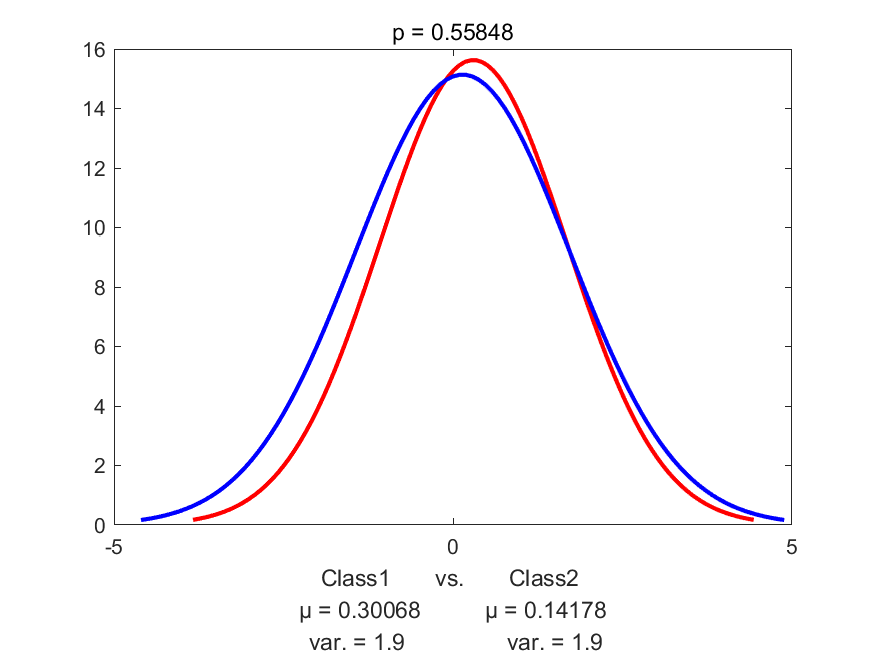 p = 0.55848
16
14
12
10
8
6
4
2
0
-5 0 5
Class1 vs. Class2
μ = 0.30068 μ = 0.14178
var. = 1.9 var. = 1.9